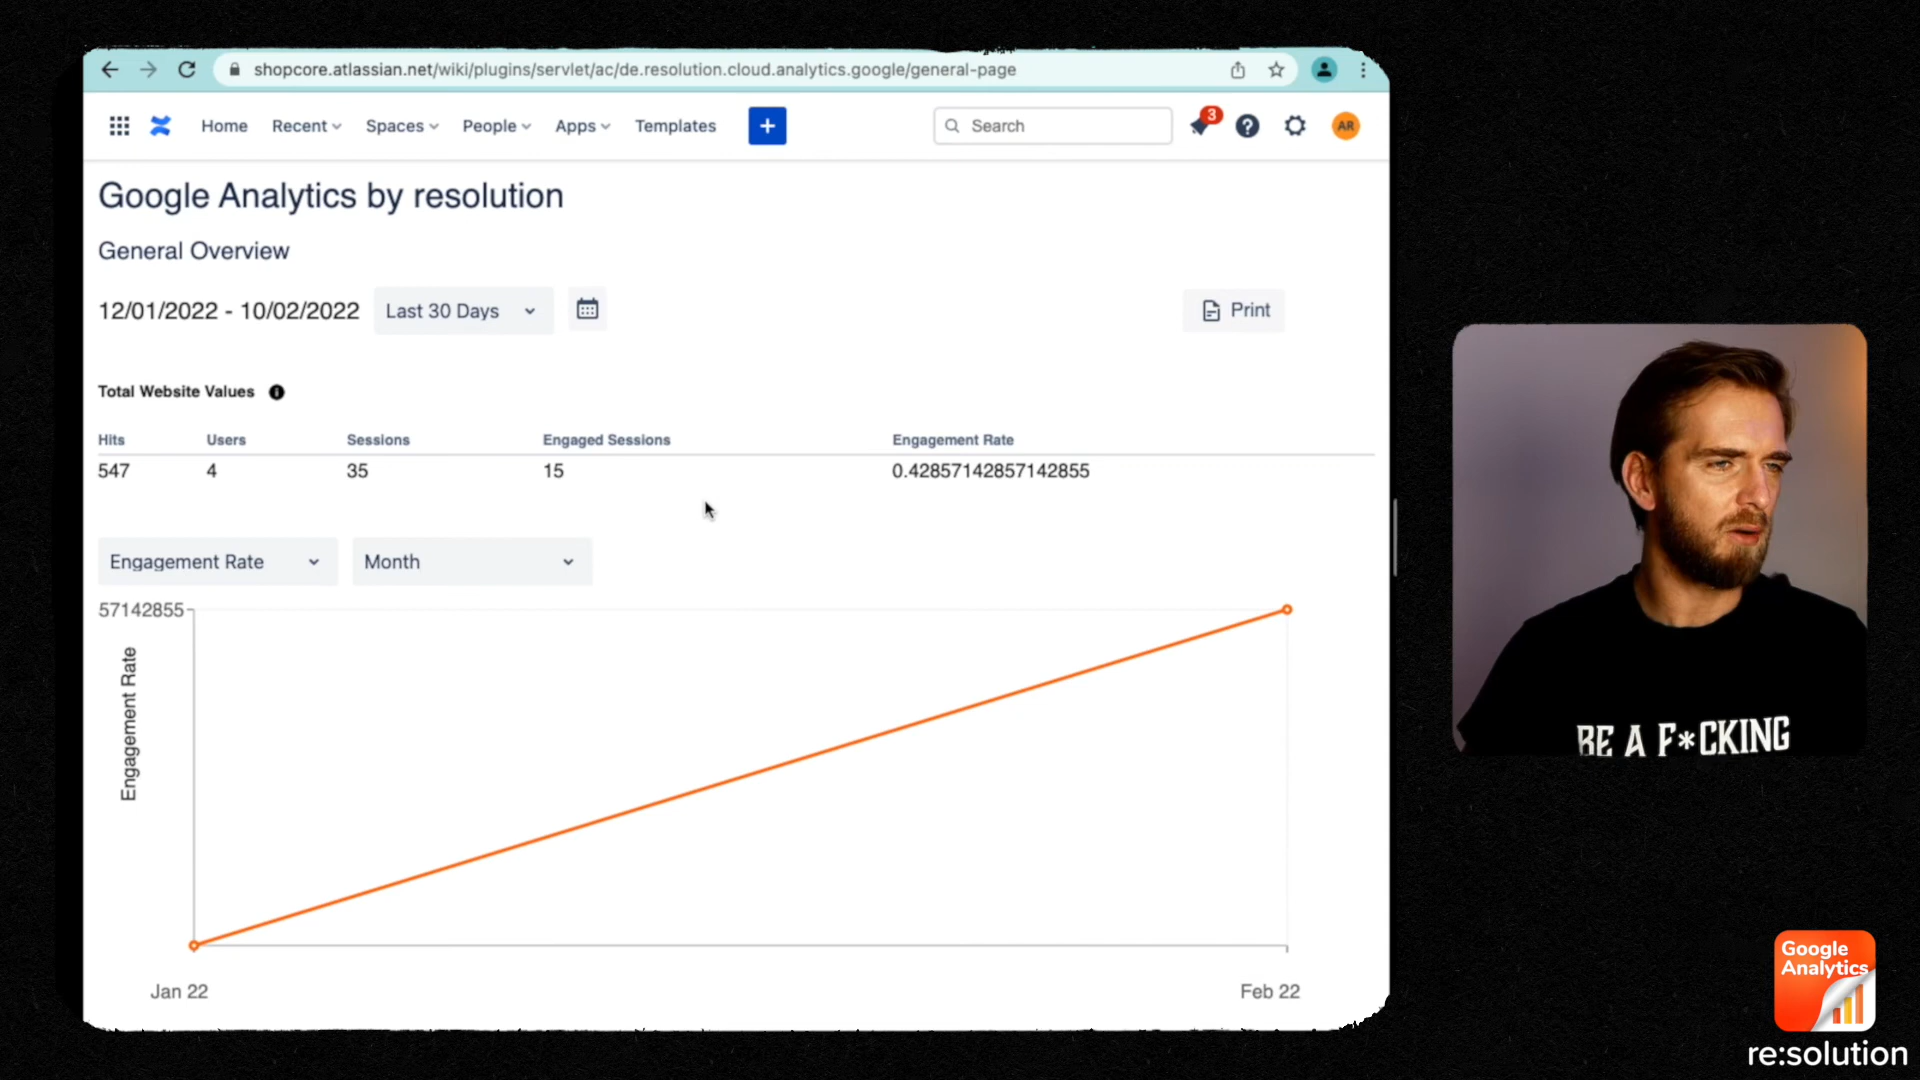 shopcore.atlassian.net/wiki/plugins/servlet/ac/de.resolution.cloud.analytics.google/general-page
Home Recent Spaces People Apps Templates + Search 3 ? AR
Google Analytics by resolution
General Overview
12/01/2022 - 10/02/2022 Last 30 Days Print
Total Website Values
Hits Users Sessions Engaged Sessions Engagement Rate
547 4 35 15 0.42857142857142855
Engagement Rate Month
57142855
Engagement Rate
Jan 22 Feb 22
BE A F*CKING
Google
Analytics
re:solution